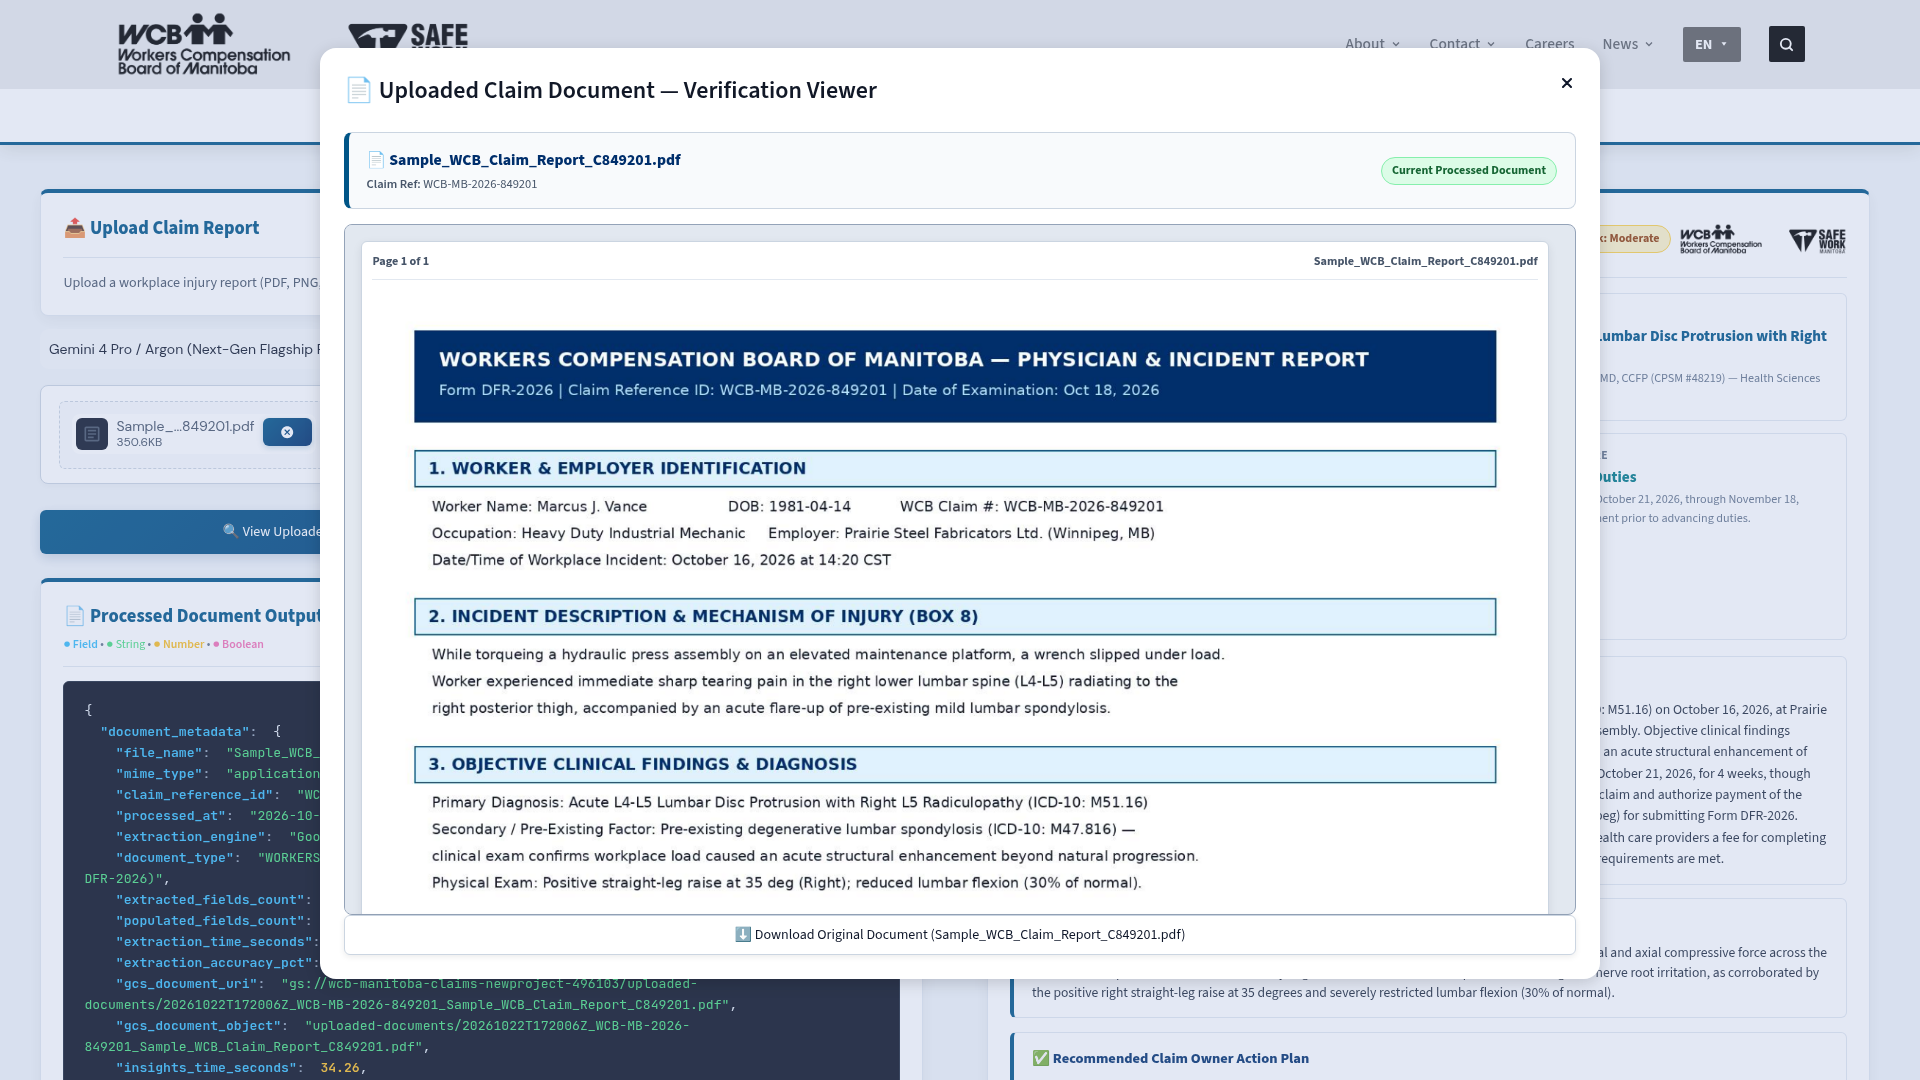 WCB
Workers Compensation
Board of Manitoba
SAFE
About
Contact
Careers
News
EN
📄 Uploaded Claim Document — Verification Viewer
📄 Sample_WCB_Claim_Report_C849201.pdf
Claim Ref: WCB-MB-2026-849201
Current Processed Document
Page 1 of 1
Sample_WCB_Claim_Report_C849201.pdf
WORKERS COMPENSATION BOARD OF MANITOBA — PHYSICIAN & INCIDENT REPORT
Form DFR-2026 | Claim Reference ID: WCB-MB-2026-849201 | Date of Examination: Oct 18, 2026
1. WORKER & EMPLOYER IDENTIFICATION
Worker Name: Marcus J. Vance DOB: 1981-04-14 WCB Claim #: WCB-MB-2026-849201
Occupation: Heavy Duty Industrial Mechanic Employer: Prairie Steel Fabricators Ltd. (Winnipeg, MB)
Date/Time of Workplace Incident: October 16, 2026 at 14:20 CST
2. INCIDENT DESCRIPTION & MECHANISM OF INJURY (BOX 8)
While torqueing a hydraulic press assembly on an elevated maintenance platform, a wrench slipped under load.
Worker experienced immediate sharp tearing pain in the right lower lumbar spine (L4-L5) radiating to the
right posterior thigh, accompanied by an acute flare-up of pre-existing mild lumbar spondylosis.
3. OBJECTIVE CLINICAL FINDINGS & DIAGNOSIS
Primary Diagnosis: Acute L4-L5 Lumbar Disc Protrusion with Right L5 Radiculopathy (ICD-10: M51.16)
Secondary / Pre-Existing Factor: Pre-existing degenerative lumbar spondylosis (ICD-10: M47.816) —
clinical exam confirms workplace load caused an acute structural enhancement beyond natural progression.
Physical Exam: Positive straight-leg raise at 35 deg (Right); reduced lumbar flexion (30% of normal).
⬇️ Download Original Document (Sample_WCB_Claim_Report_C849201.pdf)
📤 Upload Claim Report
Upload a workplace injury report (PDF, PNG,
Gemini 4 Pro / Argon (Next-Gen Flagship
Sample_...849201.pdf
350.6KB
🔍 View Uploade
📄 Processed Document Output
● Field • ● String • ● Number • ● Boolean
{
"document_metadata": {
"file_name": "Sample_WCB_
"mime_type": "application
"claim_reference_id": "WC
"processed_at": "2026-10-
"extraction_engine": "Goo
"document_type": "WORKERS
DFR-2026)",
"extracted_fields_count":
"populated_fields_count":
"extraction_time_seconds":
"extraction_accuracy_pct":
"gcs_document_uri": "gs://wcb-manitoba-claims-newproject-496103/uploaded-
documents/20261022T172006Z_WCB-MB-2026-849201_Sample_WCB_Claim_Report_C849201.pdf",
"gcs_document_object": "uploaded-documents/20261022T172006Z_WCB-MB-2026-
849201_Sample_WCB_Claim_Report_C849201.pdf",
"insights_time_seconds": 34.26,
: Moderate
WCB
Workers Compensation
Board of Manitoba
SAFE
WORK
MANITOBA
Lumbar Disc Protrusion with Right
MD, CCFP (CPSM #48219) — Health Sciences
Duties
October 21, 2026, through November 18,
ent prior to advancing duties.
: M51.16) on October 16, 2026, at Prairie
sembly. Objective clinical findings
an acute structural enhancement of
October 21, 2026, for 4 weeks, though
claim and authorize payment of the
eg) for submitting Form DFR-2026.
ealth care providers a fee for completing
requirements are met.
al and axial compressive force across the
nerve root irritation, as corroborated by
the positive right straight-leg raise at 35 degrees and severely restricted lumbar flexion (30% of normal).
✅ Recommended Claim Owner Action Plan